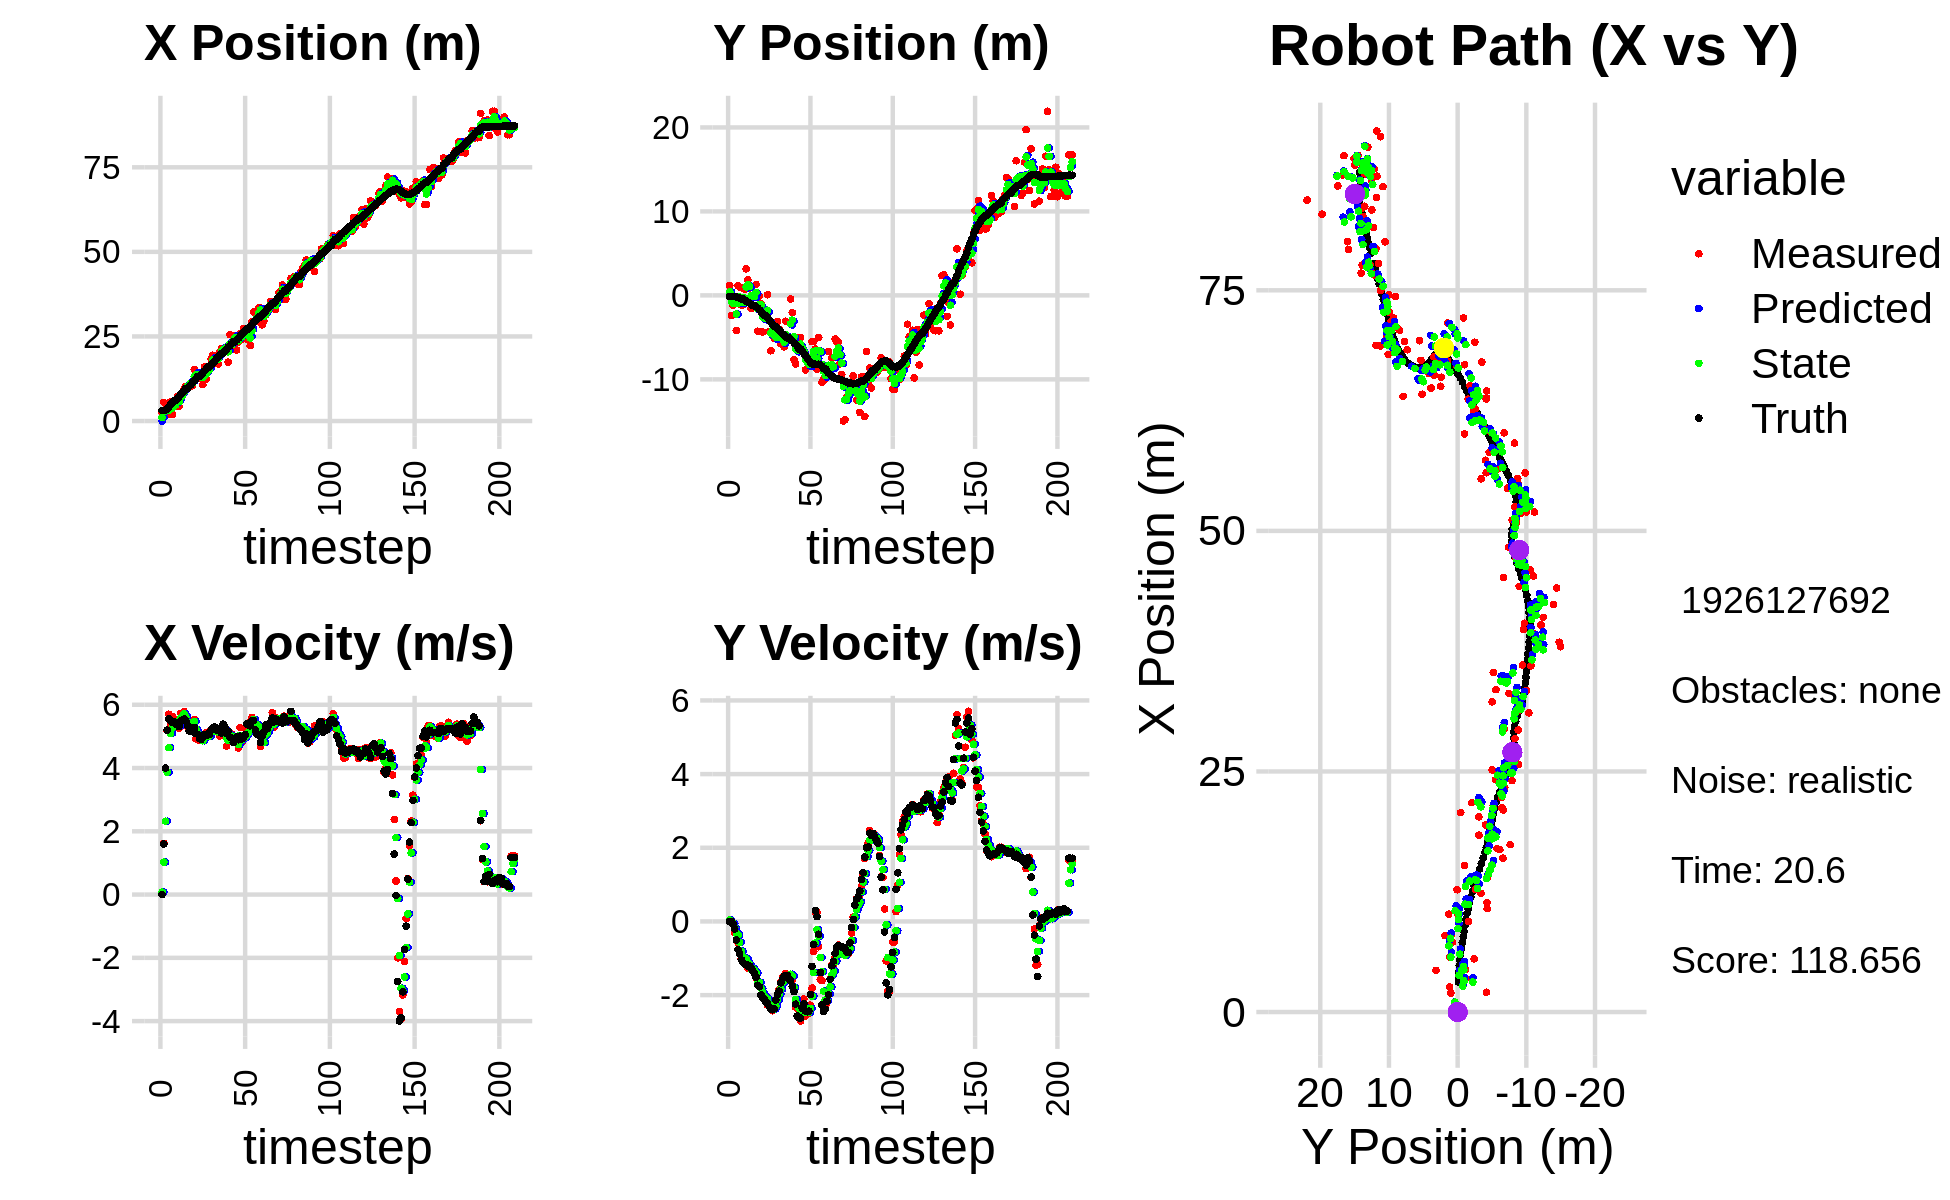 X Position (m)
75
50
25
0
0 50 100 150 200
timestep
Y Position (m)
20
10
0
-10
0 50 100 150 200
timestep
X Velocity (m/s)
6
4
2
0
-2
-4
0 50 100 150 200
timestep
Y Velocity (m/s)
6
4
2
0
-2
0 50 100 150 200
timestep
Robot Path (X vs Y)
X Position (m)
75
50
25
0
20 10 0 -10 -20
Y Position (m)
variable
Measured
Predicted
State
Truth
1926127692
Obstacles: none
Noise: realistic
Time: 20.6
Score: 118.656